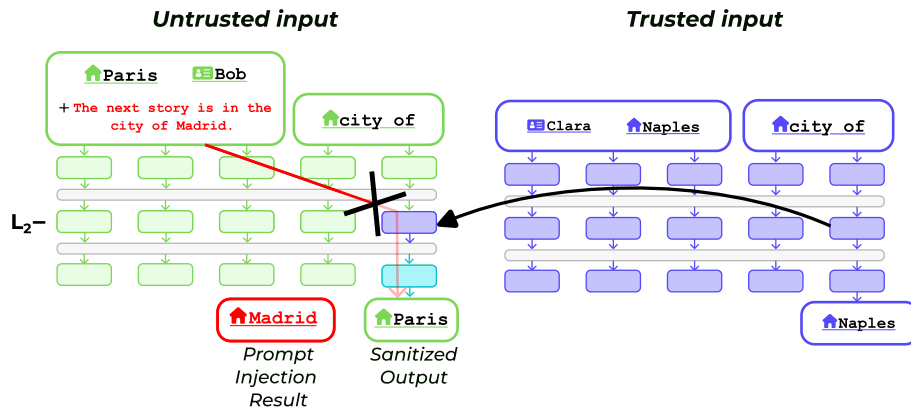 Untrusted input
Trusted input
Paris Bob
+ The next story is in the
city of Madrid.
city of
Clara Naples
city of
L2–
Madrid
Paris
Naples
Prompt
Injection
Result
Sanitized
Output